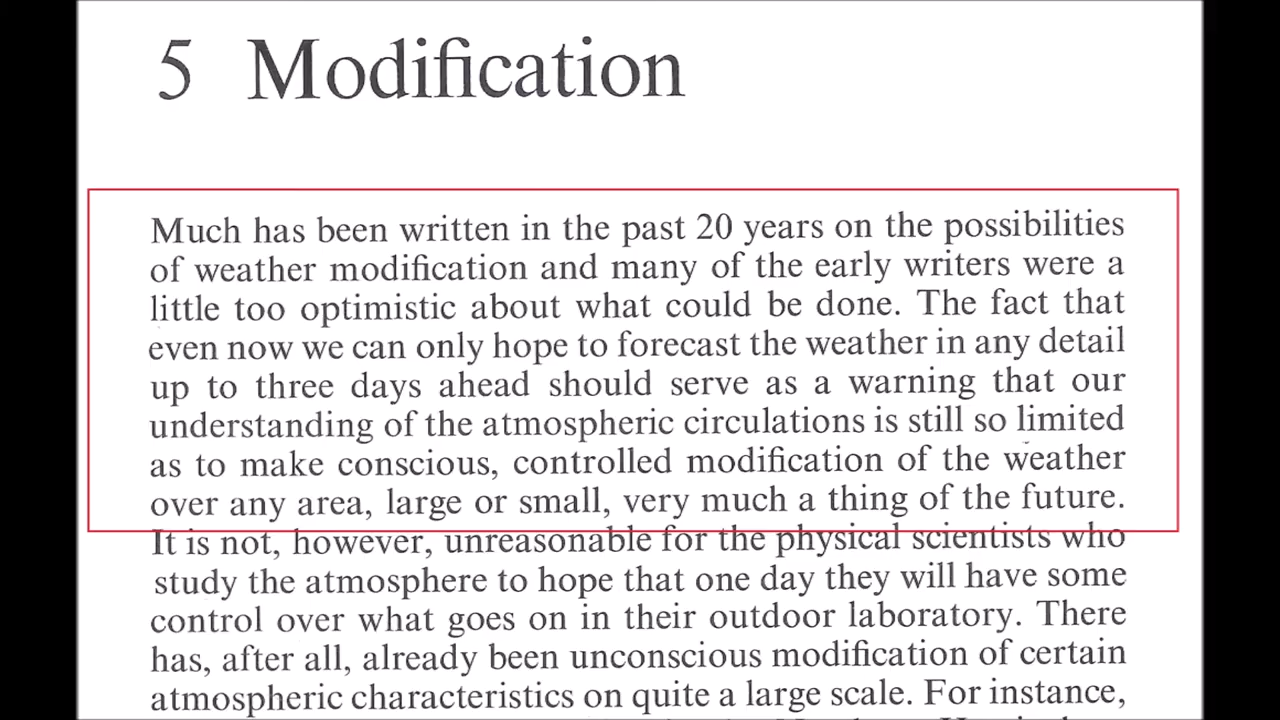 5 Modification
Much has been written in the past 20 years on the possibilities
of weather modification and many of the early writers were a
little too optimistic about what could be done. The fact that
even now we can only hope to forecast the weather in any detail
up to three days ahead should serve as a warning that our
understanding of the atmospheric circulations is still so limited
as to make conscious, controlled modification of the weather
over any area, large or small, very much a thing of the future.
It is not, however, unreasonable for the physical scientists who
study the atmosphere to hope that one day they will have some
control over what goes on in their outdoor laboratory. There
has, after all, already been unconscious modification of certain
atmospheric characteristics on quite a large scale. For instance,